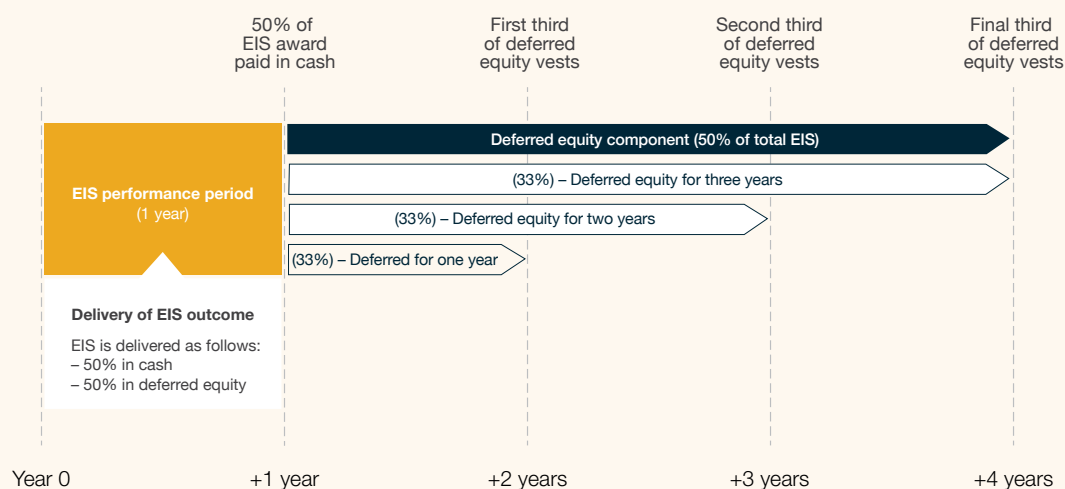 50% of
EIS award
paid in cash
First third
of deferred
equity vests
Second third
of deferred
equity vests
Final third
of deferred
equity vests
EIS performance period
(1 year)
Deferred equity component (50% of total EIS)
(33%) – Deferred equity for three years
(33%) – Deferred equity for two years
(33%) – Deferred for one year
Delivery of EIS outcome
EIS is delivered as follows:
– 50% in cash
– 50% in deferred equity
Year 0
+1 year
+2 years
+3 years
+4 years